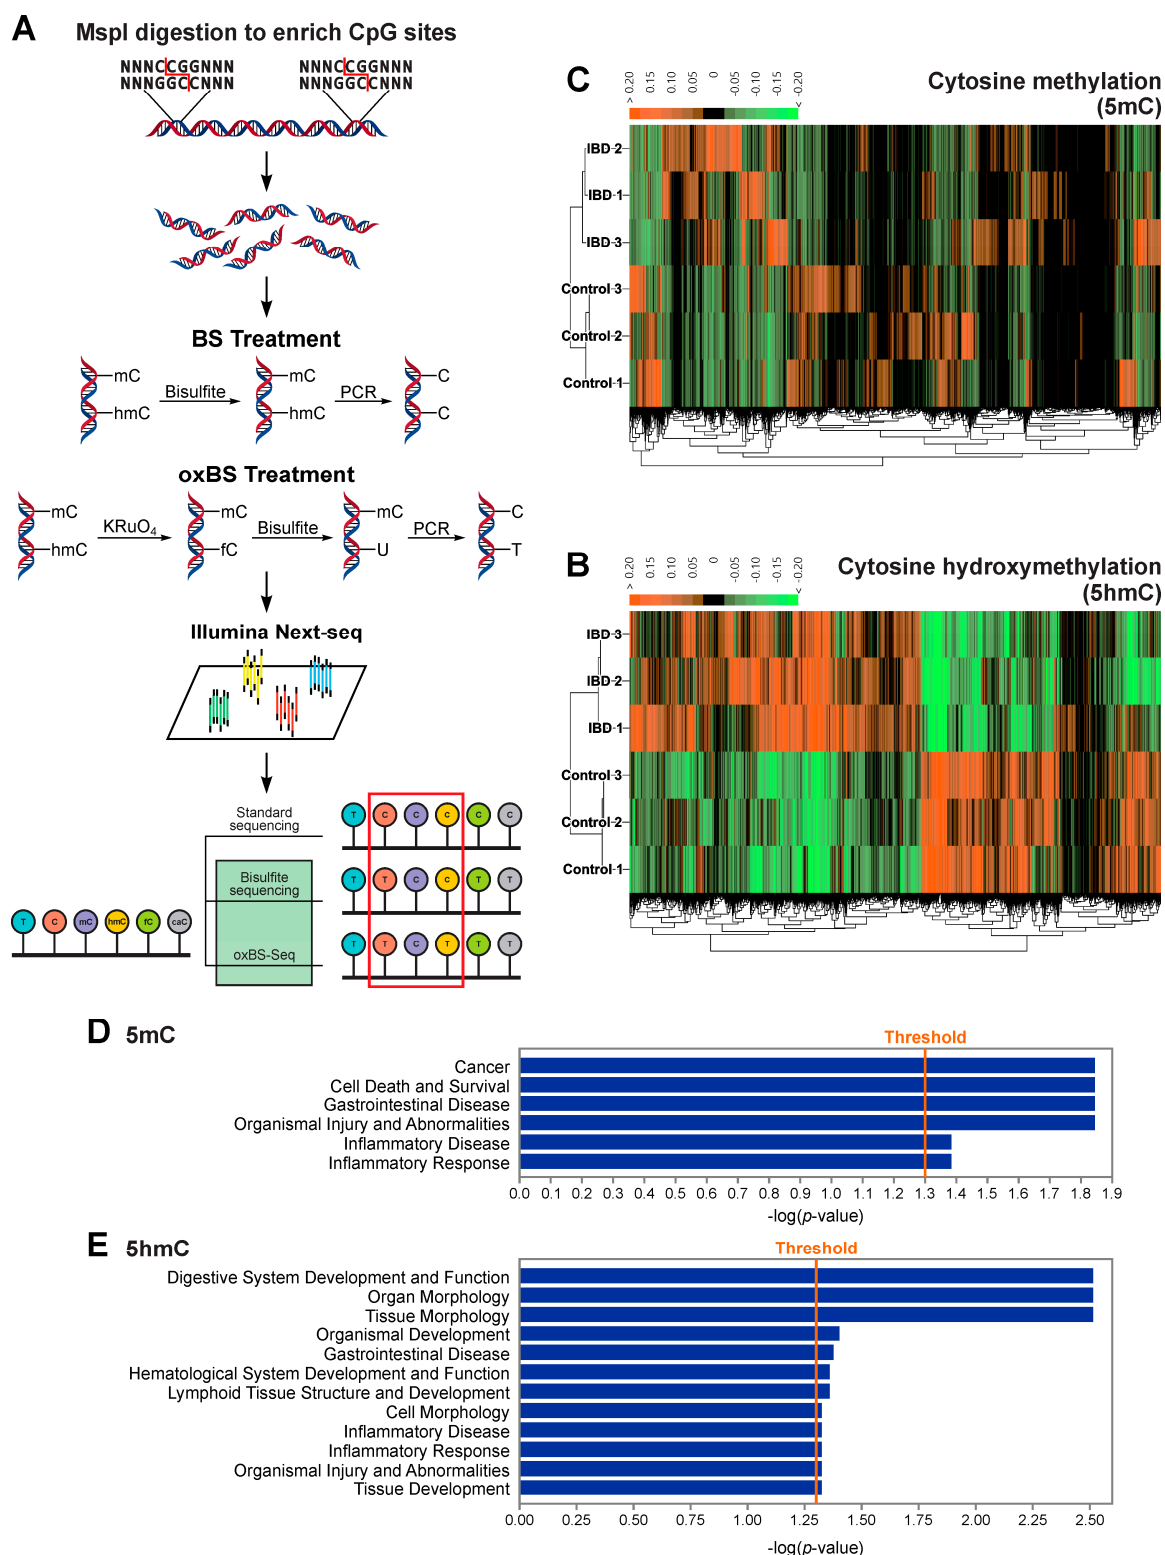 A MspI digestion to enrich CpG sites
NNNCCGGNNN NNNCCGGNNN
NNNGGCCNNN NNNGGCCNNN
BS Treatment
mC mC C
Bisulfite PCR
hmC hmC C
oxBS Treatment
mC mC mC C
KRuO4 Bisulfite PCR
hmC fC U T
Illumina Next-seq
Standard
sequencing
T C C C C C
Bisulfite
sequencing
T T C C T T
oxBS-Seq
T T C T T T
T C mC hmC fC caC
C Cytosine methylation
(5mC)
> 0.20 0.15 0.10 0.05 0 -0.05 -0.10 -0.15 < -0.20
IBD-2
IBD-1
IBD-3
Control-3
Control-2
Control-1
B Cytosine hydroxymethylation
(5hmC)
> 0.20 0.15 0.10 0.05 0 -0.05 -0.10 -0.15 < -0.20
IBD-3
IBD-2
IBD-1
Control-3
Control-2
Control-1
D 5mC
Threshold
Cancer
Cell Death and Survival
Gastrointestinal Disease
Organismal Injury and Abnormalities
Inflammatory Disease
Inflammatory Response
0.0 0.1 0.2 0.3 0.4 0.5 0.6 0.7 0.8 0.9 1.0 1.1 1.2 1.3 1.4 1.5 1.6 1.7 1.8 1.9
-log(p-value)
E 5hmC
Threshold
Digestive System Development and Function
Organ Morphology
Tissue Morphology
Organismal Development
Gastrointestinal Disease
Hematological System Development and Function
Lymphoid Tissue Structure and Development
Cell Morphology
Inflammatory Disease
Inflammatory Response
Organismal Injury and Abnormalities
Tissue Development
0.00 0.25 0.50 0.75 1.00 1.25 1.50 1.75 2.00 2.25 2.50
-log(p-value)